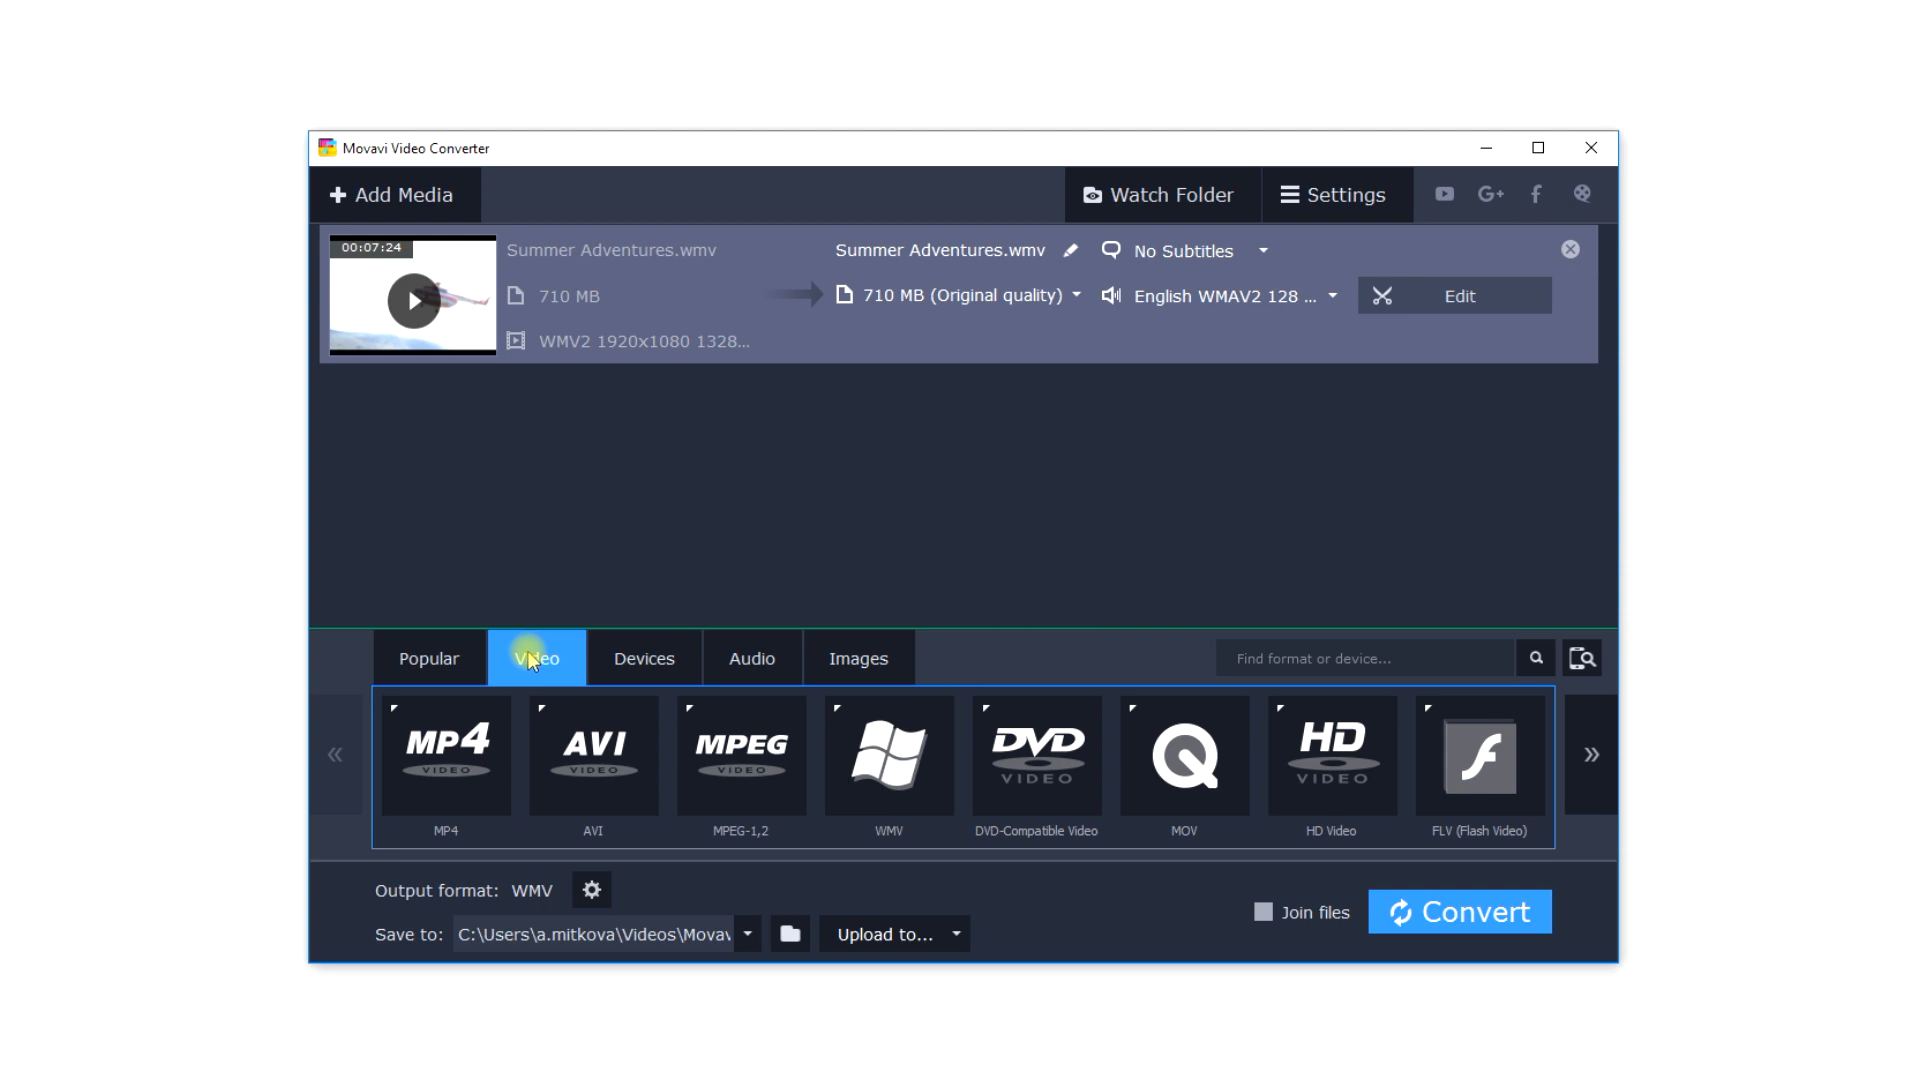 Movavi Video Converter
Add Media
Watch Folder
Settings
G+
f
00:07:24
Summer Adventures.wmv
Summer Adventures.wmv
No Subtitles
710 MB
710 MB (Original quality)
English WMAV2 128 ...
Edit
WMV2 1920x1080 1328...
Popular
Video
Devices
Audio
Images
Find format or device...
MP4 VIDEO
AVI VIDEO
MPEG VIDEO
DVD VIDEO
HD VIDEO
MP4
AVI
MPEG-1,2
WMV
DVD-Compatible Video
MOV
HD Video
FLV (Flash Video)
Output format: WMV
Join files
Convert
Save to: C:\Users\a.mitkova\Videos\Movav
Upload to...